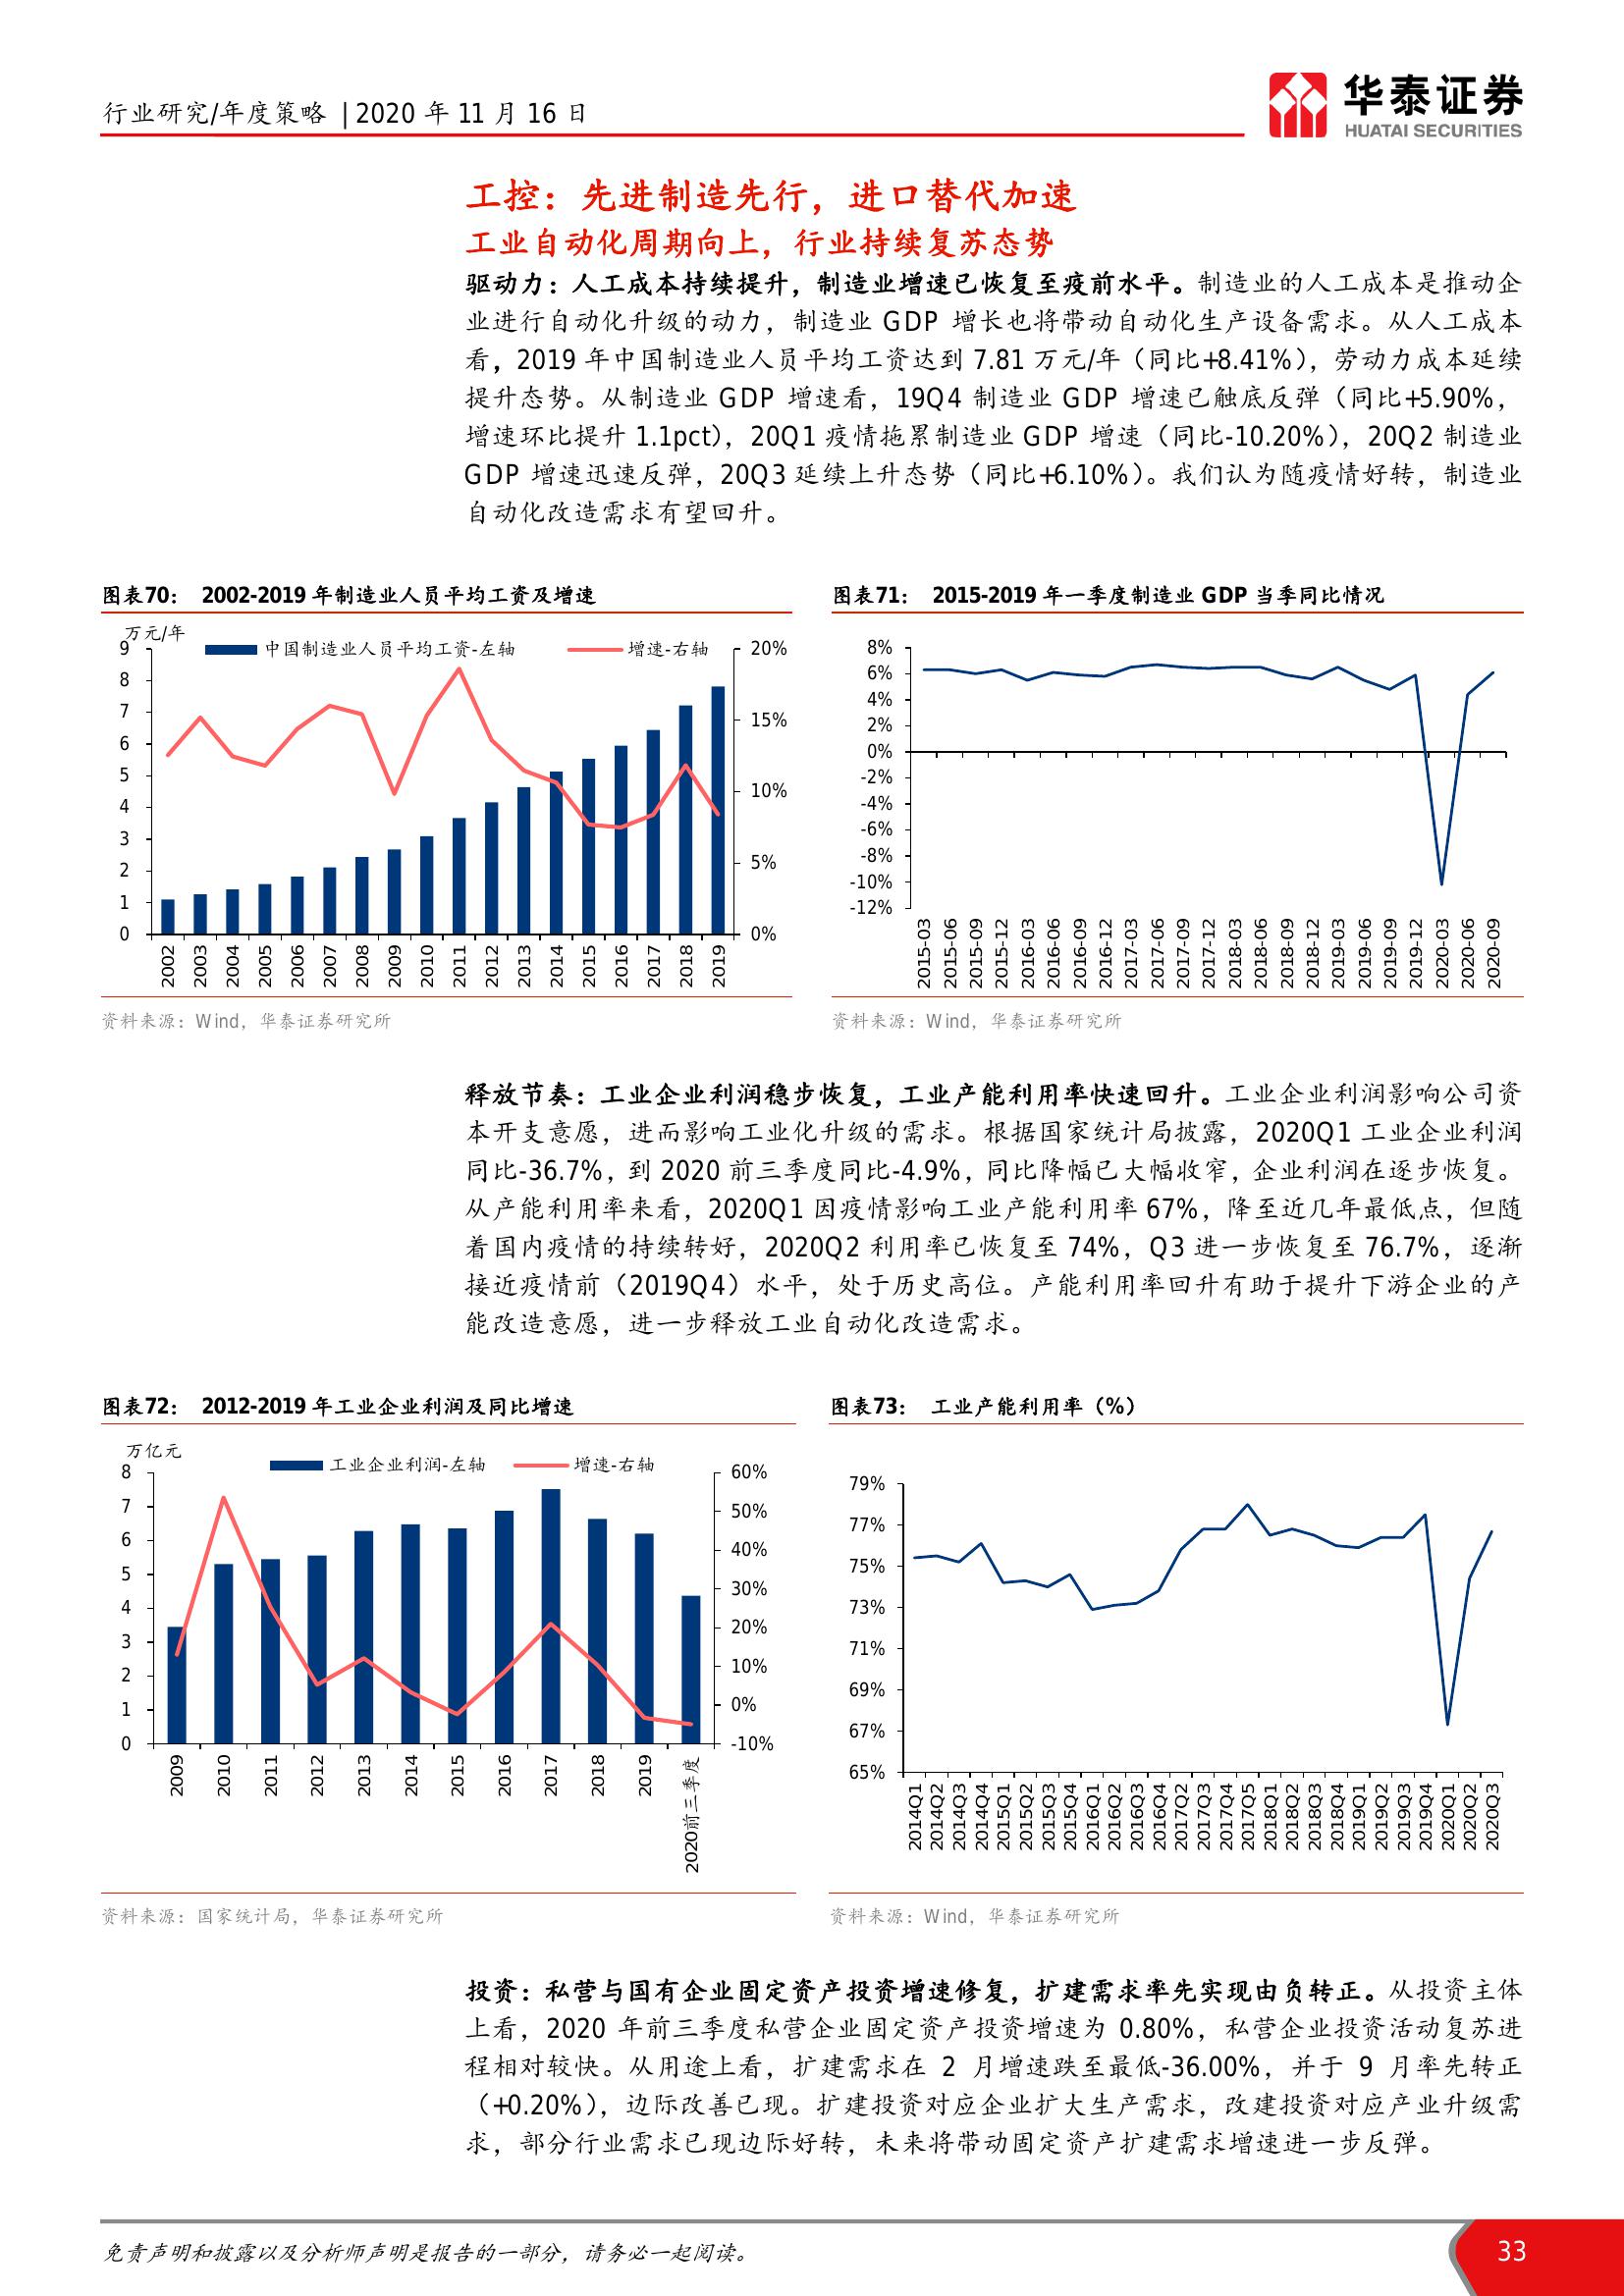 行业研究/年度策略 | 2020 年 11 月 16 日
华泰证券
HUATAI SECURITIES
工控：先进制造先行，进口替代加速
工业自动化周期向上，行业持续复苏态势
驱动力：人工成本持续提升，制造业增速已恢复至疫前水平。制造业的人工成本是推动企
业进行自动化升级的动力，制造业 GDP 增长也将带动自动化生产设备需求。从人工成本
看，2019 年中国制造业人员平均工资达到 7.81 万元/年（同比+8.41%），劳动力成本延续
提升态势。从制造业 GDP 增速看，19Q4 制造业 GDP 增速已触底反弹（同比+5.90%，
增速环比提升 1.1pct），20Q1 疫情拖累制造业 GDP 增速（同比-10.20%），20Q2 制造业
GDP 增速迅速反弹，20Q3 延续上升态势（同比+6.10%）。我们认为随疫情好转，制造业
自动化改造需求有望回升。
图表70： 2002-2019 年制造业人员平均工资及增速
万元/年
中国制造业人员平均工资-左轴 增速-右轴
9
8
7
6
5
4
3
2
1
0
20%
15%
10%
5%
0%
2002 2003 2004 2005 2006 2007 2008 2009 2010 2011 2012 2013 2014 2015 2016 2017 2018 2019
资料来源：Wind，华泰证券研究所
图表71： 2015-2019 年一季度制造业 GDP 当季同比情况
8%
6%
4%
2%
0%
-2%
-4%
-6%
-8%
-10%
-12%
2015-03 2015-06 2015-09 2015-12 2016-03 2016-06 2016-09 2016-12 2017-03 2017-06 2017-09 2017-12 2018-03 2018-06 2018-09 2018-12 2019-03 2019-06 2019-09 2019-12 2020-03 2020-06 2020-09
资料来源：Wind，华泰证券研究所
释放节奏：工业企业利润稳步恢复，工业产能利用率快速回升。工业企业利润影响公司资
本开支意愿，进而影响工业化升级的需求。根据国家统计局披露，2020Q1 工业企业利润
同比-36.7%，到 2020 前三季度同比-4.9%，同比降幅已大幅收窄，企业利润在逐步恢复。
从产能利用率来看，2020Q1 因疫情影响工业产能利用率 67%，降至近几年最低点，但随
着国内疫情的持续转好，2020Q2 利用率已恢复至 74%，Q3 进一步恢复至 76.7%，逐渐
接近疫情前（2019Q4）水平，处于历史高位。产能利用率回升有助于提升下游企业的产
能改造意愿，进一步释放工业自动化改造需求。
图表72： 2012-2019 年工业企业利润及同比增速
万亿元
工业企业利润-左轴 增速-右轴
8
7
6
5
4
3
2
1
0
60%
50%
40%
30%
20%
10%
0%
-10%
2009 2010 2011 2012 2013 2014 2015 2016 2017 2018 2019 2020前三季度
资料来源：国家统计局，华泰证券研究所
图表73： 工业产能利用率（%）
79%
77%
75%
73%
71%
69%
67%
65%
2014Q1 2014Q2 2014Q3 2014Q4 2015Q1 2015Q2 2015Q3 2015Q4 2016Q1 2016Q2 2016Q3 2016Q4 2017Q2 2017Q3 2017Q4 2017Q5 2018Q1 2018Q2 2018Q3 2018Q4 2019Q1 2019Q2 2019Q3 2019Q4 2020Q1 2020Q2 2020Q3
资料来源：Wind，华泰证券研究所
投资：私营与国有企业固定资产投资增速修复，扩建需求率先实现由负转正。从投资主体
上看，2020 年前三季度私营企业固定资产投资增速为 0.80%，私营企业投资活动复苏进
程相对较快。从用途上看，扩建需求在 2 月增速跌至最低-36.00%，并于 9 月率先转正
（+0.20%），边际改善已现。扩建投资对应企业扩大生产需求，改建投资对应产业升级需
求，部分行业需求已现边际好转，未来将带动固定资产扩建需求增速进一步反弹。
免责声明和披露以及分析师声明是报告的一部分，请务必一起阅读。
33